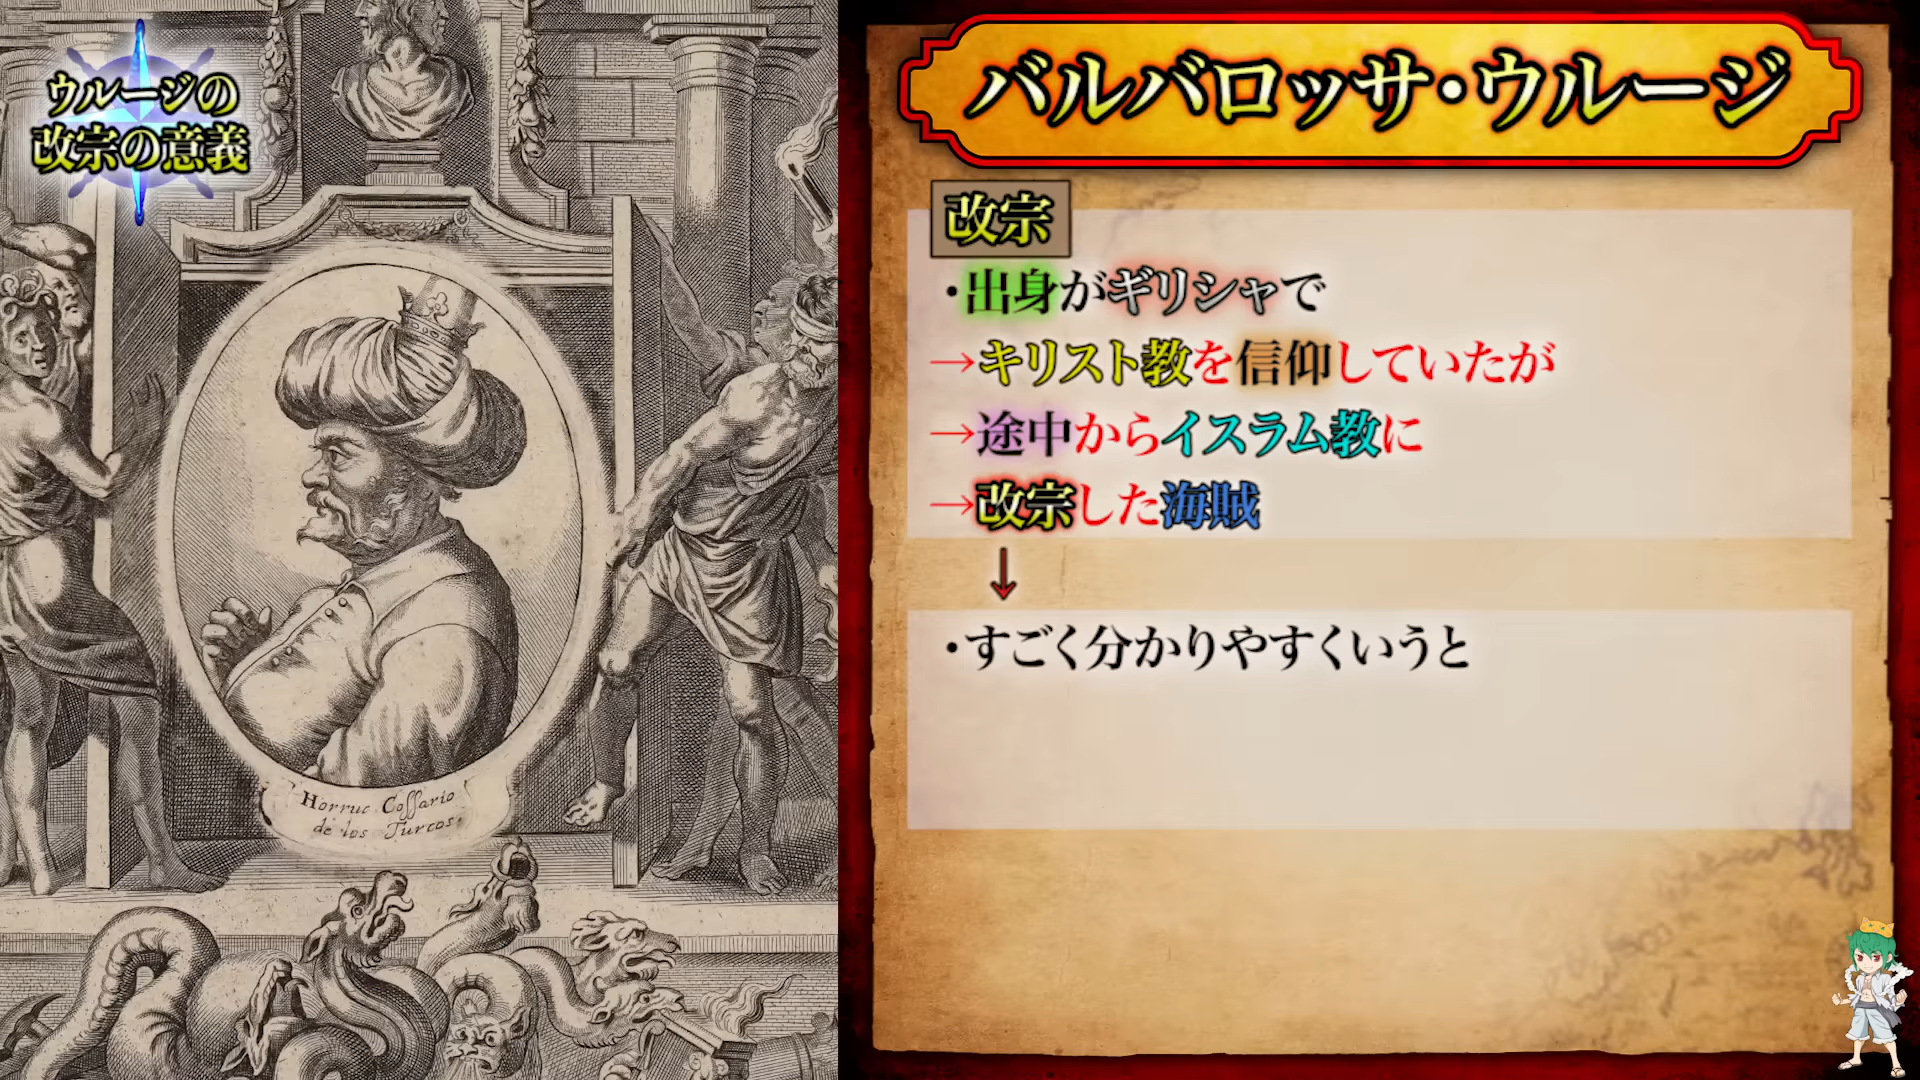 ウルージの
改宗の意義
Horruc Cossario
de los Turcos.
バルバロッサ・ウルージ
改宗
・出身がギリシャで
→キリスト教を信仰していたが
→途中からイスラム教に
→改宗した海賊
↓
・すごく分かりやすくいうと